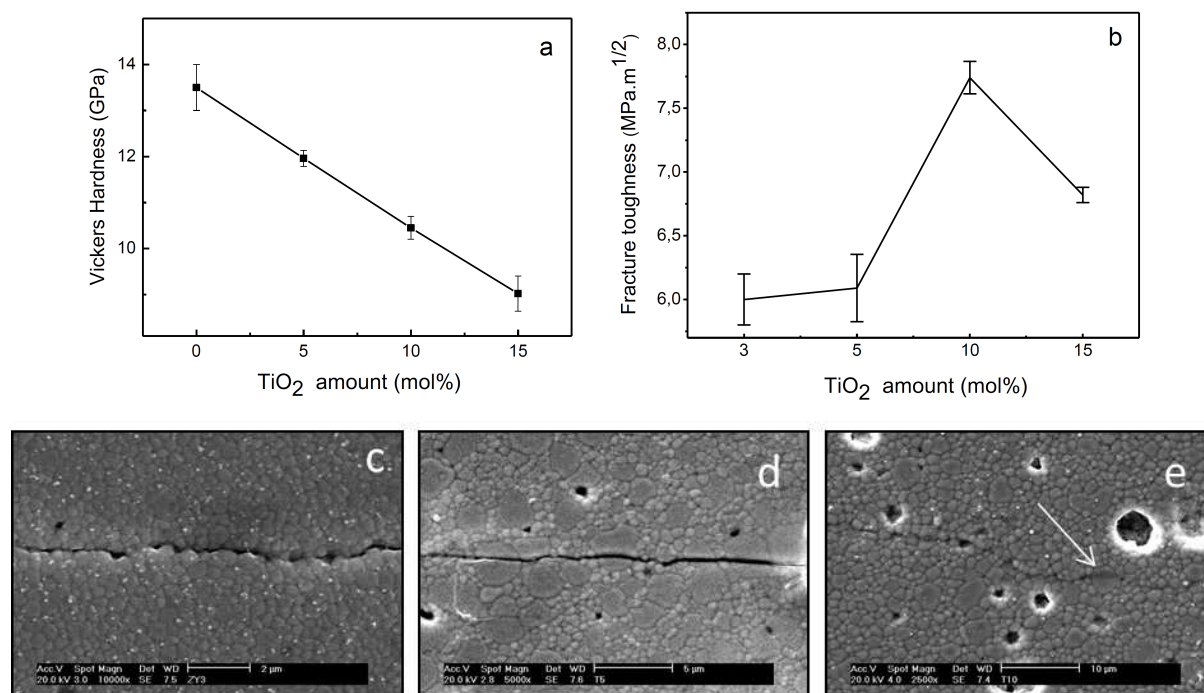 a
14
12
10
Vickers Hardness (GPa)
0 5 10 15
TiO2 amount (mol%)
b
8,0
7,5
7,0
6,5
6,0
Fracture toughness (MPa.m1/2)
3 5 10 15
TiO2 amount (mol%)
c
Acc.V Spot Magn Det WD 2 µm
20.0 kV 3.0 10000x SE 7.5 ZY3
d
Acc.V Spot Magn Det WD 5 µm
20.0 kV 2.8 5000x SE 7.6 T5
e
Acc.V Spot Magn Det WD 10 µm
20.0 kV 4.0 2500x SE 7.4 T10